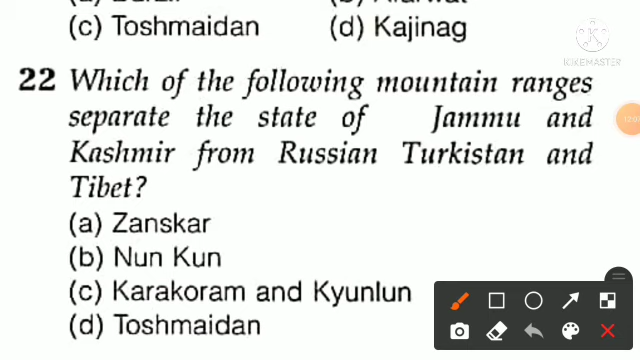 (c) Toshmaidan (d) Kajinag
22 Which of the following mountain ranges
separate the state of Jammu and
Kashmir from Russian Turkistan and
Tibet?
(a) Zanskar
(b) Nun Kun
(c) Karakoram and Kyunlun
(d) Toshmaidan
KINEMASTER